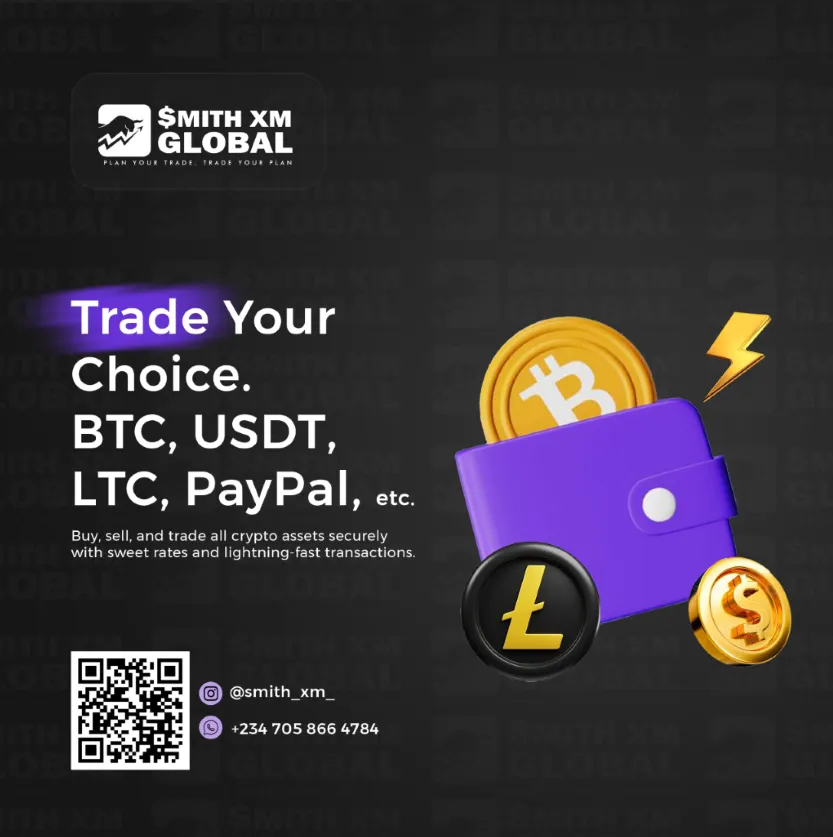 $MITH XM
GLOBAL
PLAN YOUR TRADE, TRADE YOUR PLAN
Trade Your
Choice.
BTC, USDT,
LTC, PayPal, etc.
Buy, sell, and trade all crypto assets securely
with sweet rates and lightning-fast transactions.
@smith_xm_
+234 705 866 4784